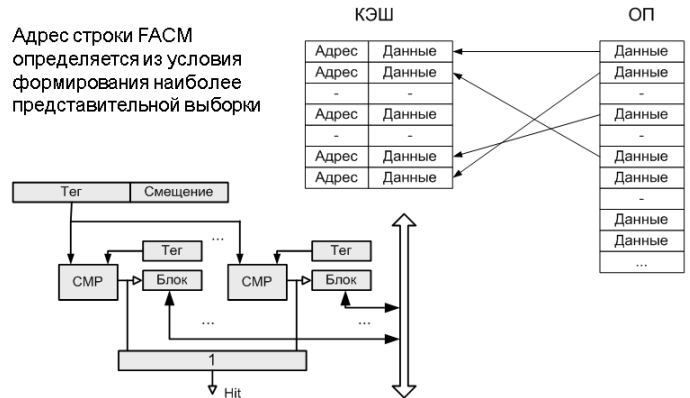 Адрес строки FACM
определяется из условия
формирования наиболее
представительной выборки
КЭШ
ОП
Адрес Данные
Адрес Данные
- -
Адрес Данные
- -
Адрес Данные
Адрес Данные
Данные
Данные
-
Данные
-
Данные
Данные
-
Данные
Данные
...
Тег Смещение
...
Тег
Тег
CMP
Блок
CMP
Блок
...
...
1
Hit